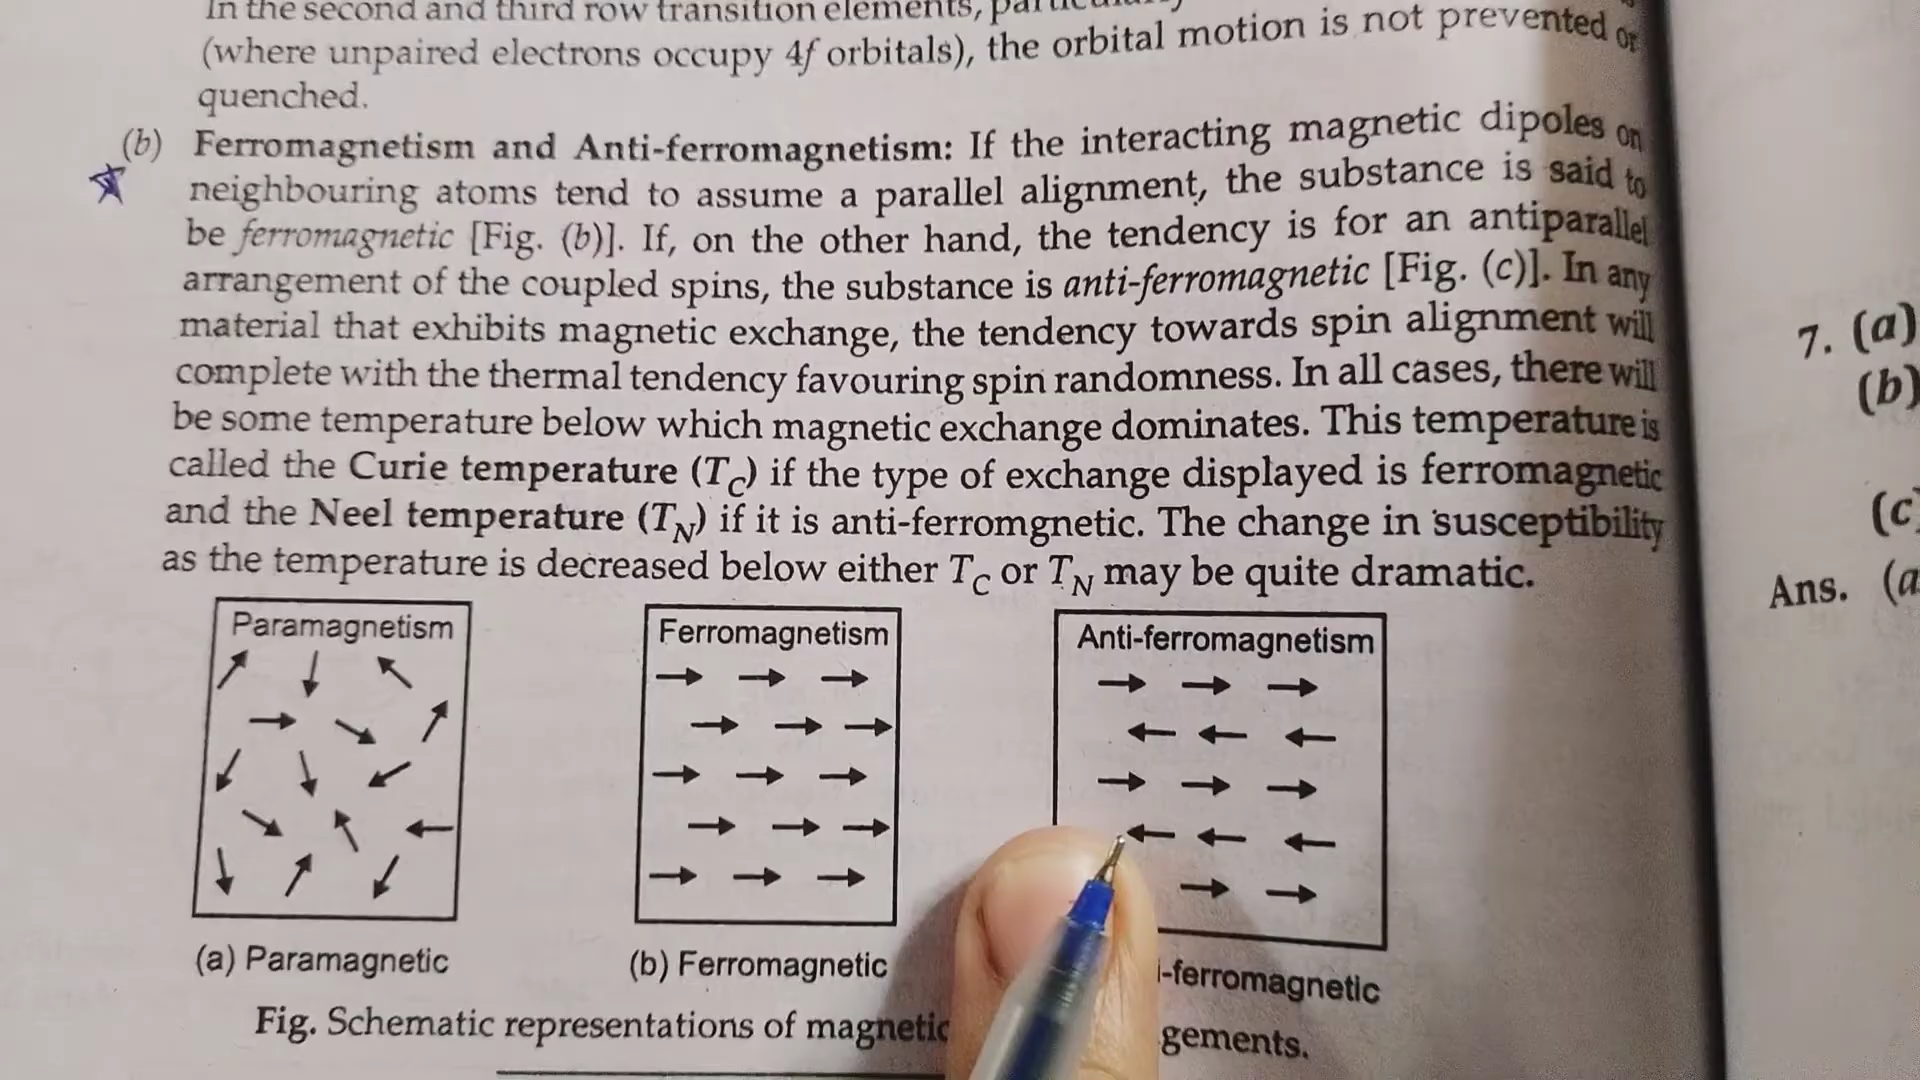 In the second and third row transition elements,
(where unpaired electrons occupy 4f orbitals), the orbital motion is not prevented or
quenched.
(b) Ferromagnetism and Anti-ferromagnetism: If the interacting magnetic dipoles on
neighbouring atoms tend to assume a parallel alignment, the substance is said to
be ferromagnetic [Fig. (b)]. If, on the other hand, the tendency is for an antiparallel
arrangement of the coupled spins, the substance is anti-ferromagnetic [Fig. (c)]. In any
material that exhibits magnetic exchange, the tendency towards spin alignment will
complete with the thermal tendency favouring spin randomness. In all cases, there will
be some temperature below which magnetic exchange dominates. This temperature is
called the Curie temperature (TC) if the type of exchange displayed is ferromagnetic
and the Neel temperature (TN) if it is anti-ferromgnetic. The change in susceptibility
as the temperature is decreased below either TC or TN may be quite dramatic.
Paramagnetism
Ferromagnetism
Anti-ferromagnetism
(a) Paramagnetic
(b) Ferromagnetic
i-ferromagnetic
Fig. Schematic representations of magnetic gements.
7. (a)
(b)
(c)
Ans. (a